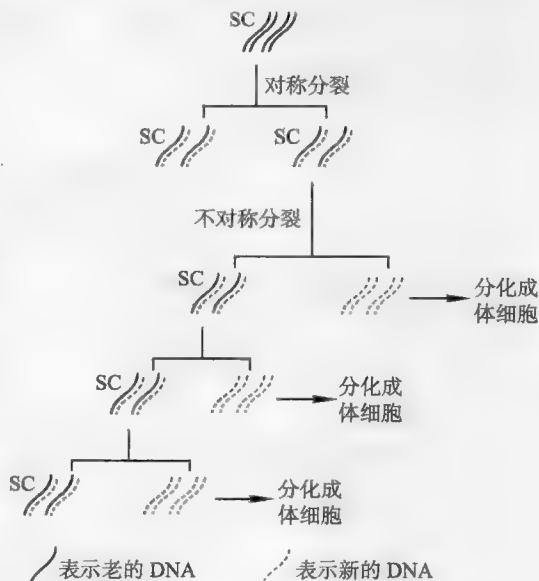 SC
对称分裂
SC
SC
不对称分裂
SC
分化成
体细胞
SC
分化成
体细胞
SC
分化成
体细胞
表示老的 DNA
表示新的 DNA